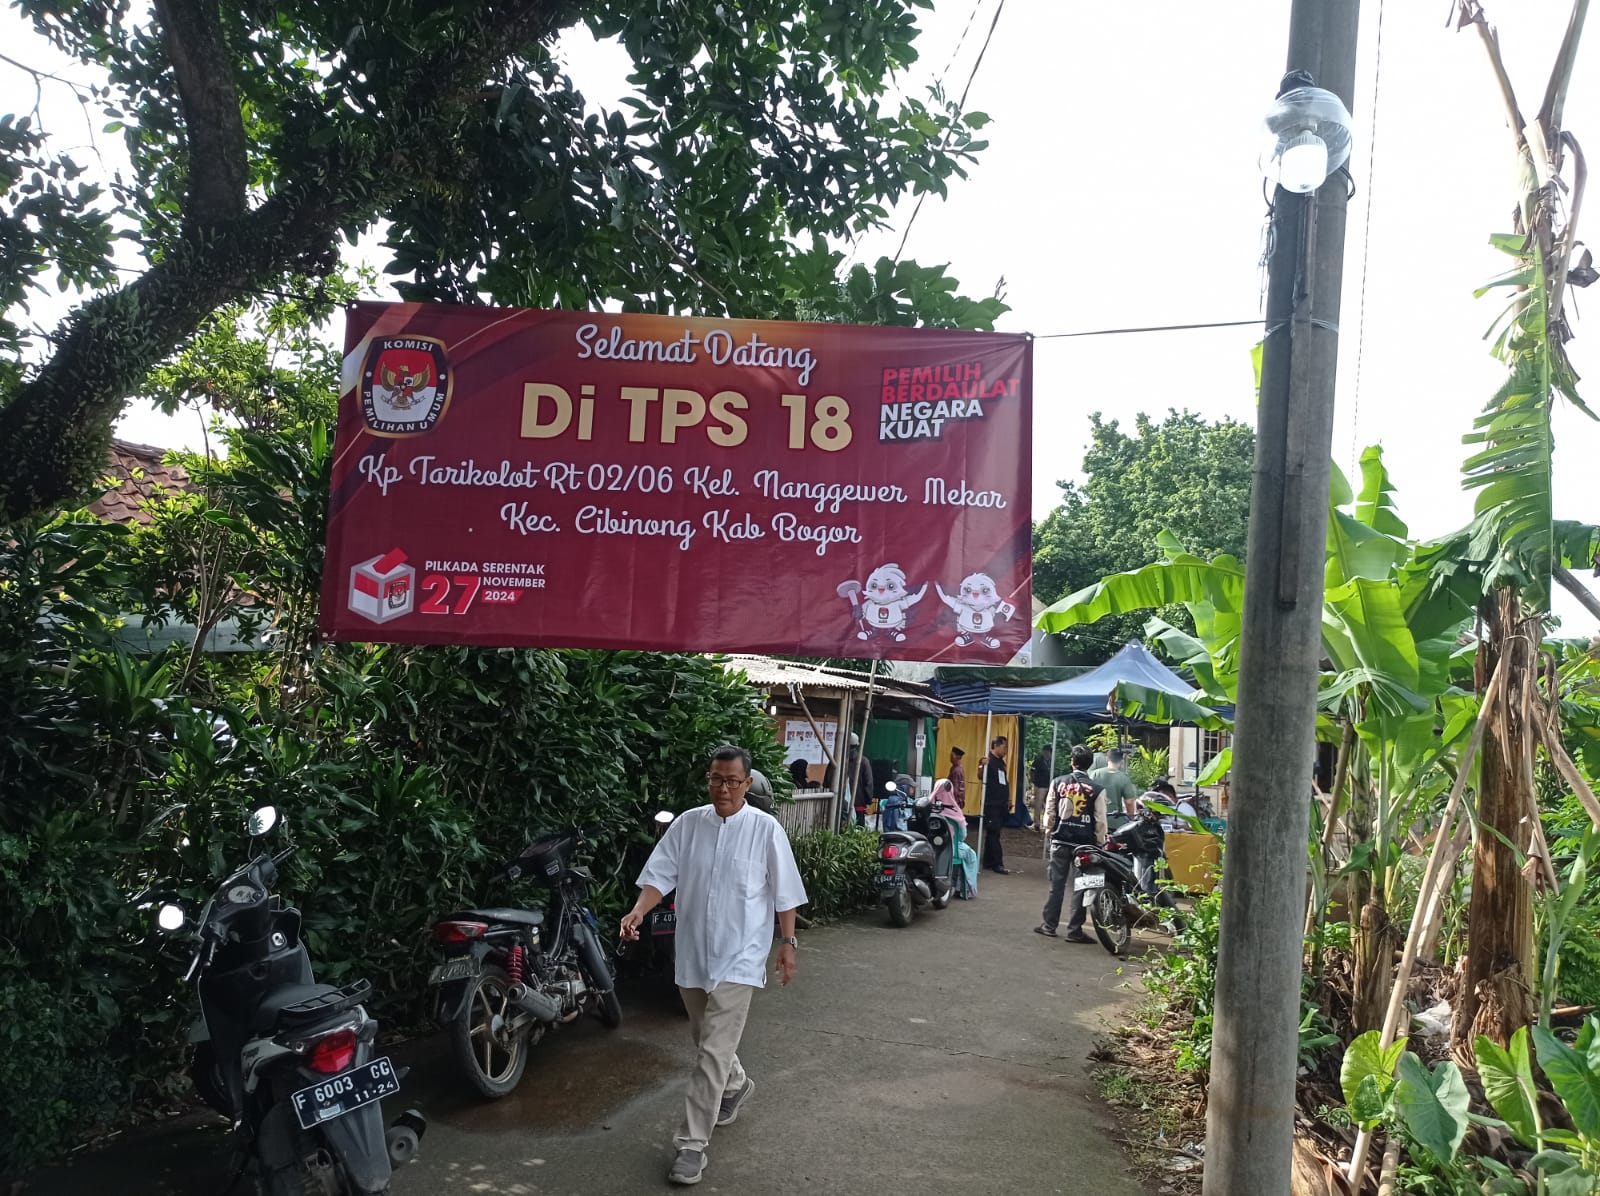 KOMISI
PEMILIHAN UMUM
Selamat Datang
Di TPS 18
PEMILIH
BERDAULAT
NEGARA
KUAT
Kp Tarikolot Rt 02/06 Kel. Nanggewer Mekar
Kec. Cibinong Kab Bogor
PILKADA SERENTAK
27 NOVEMBER
2024
F 6003 GG
11·24
10